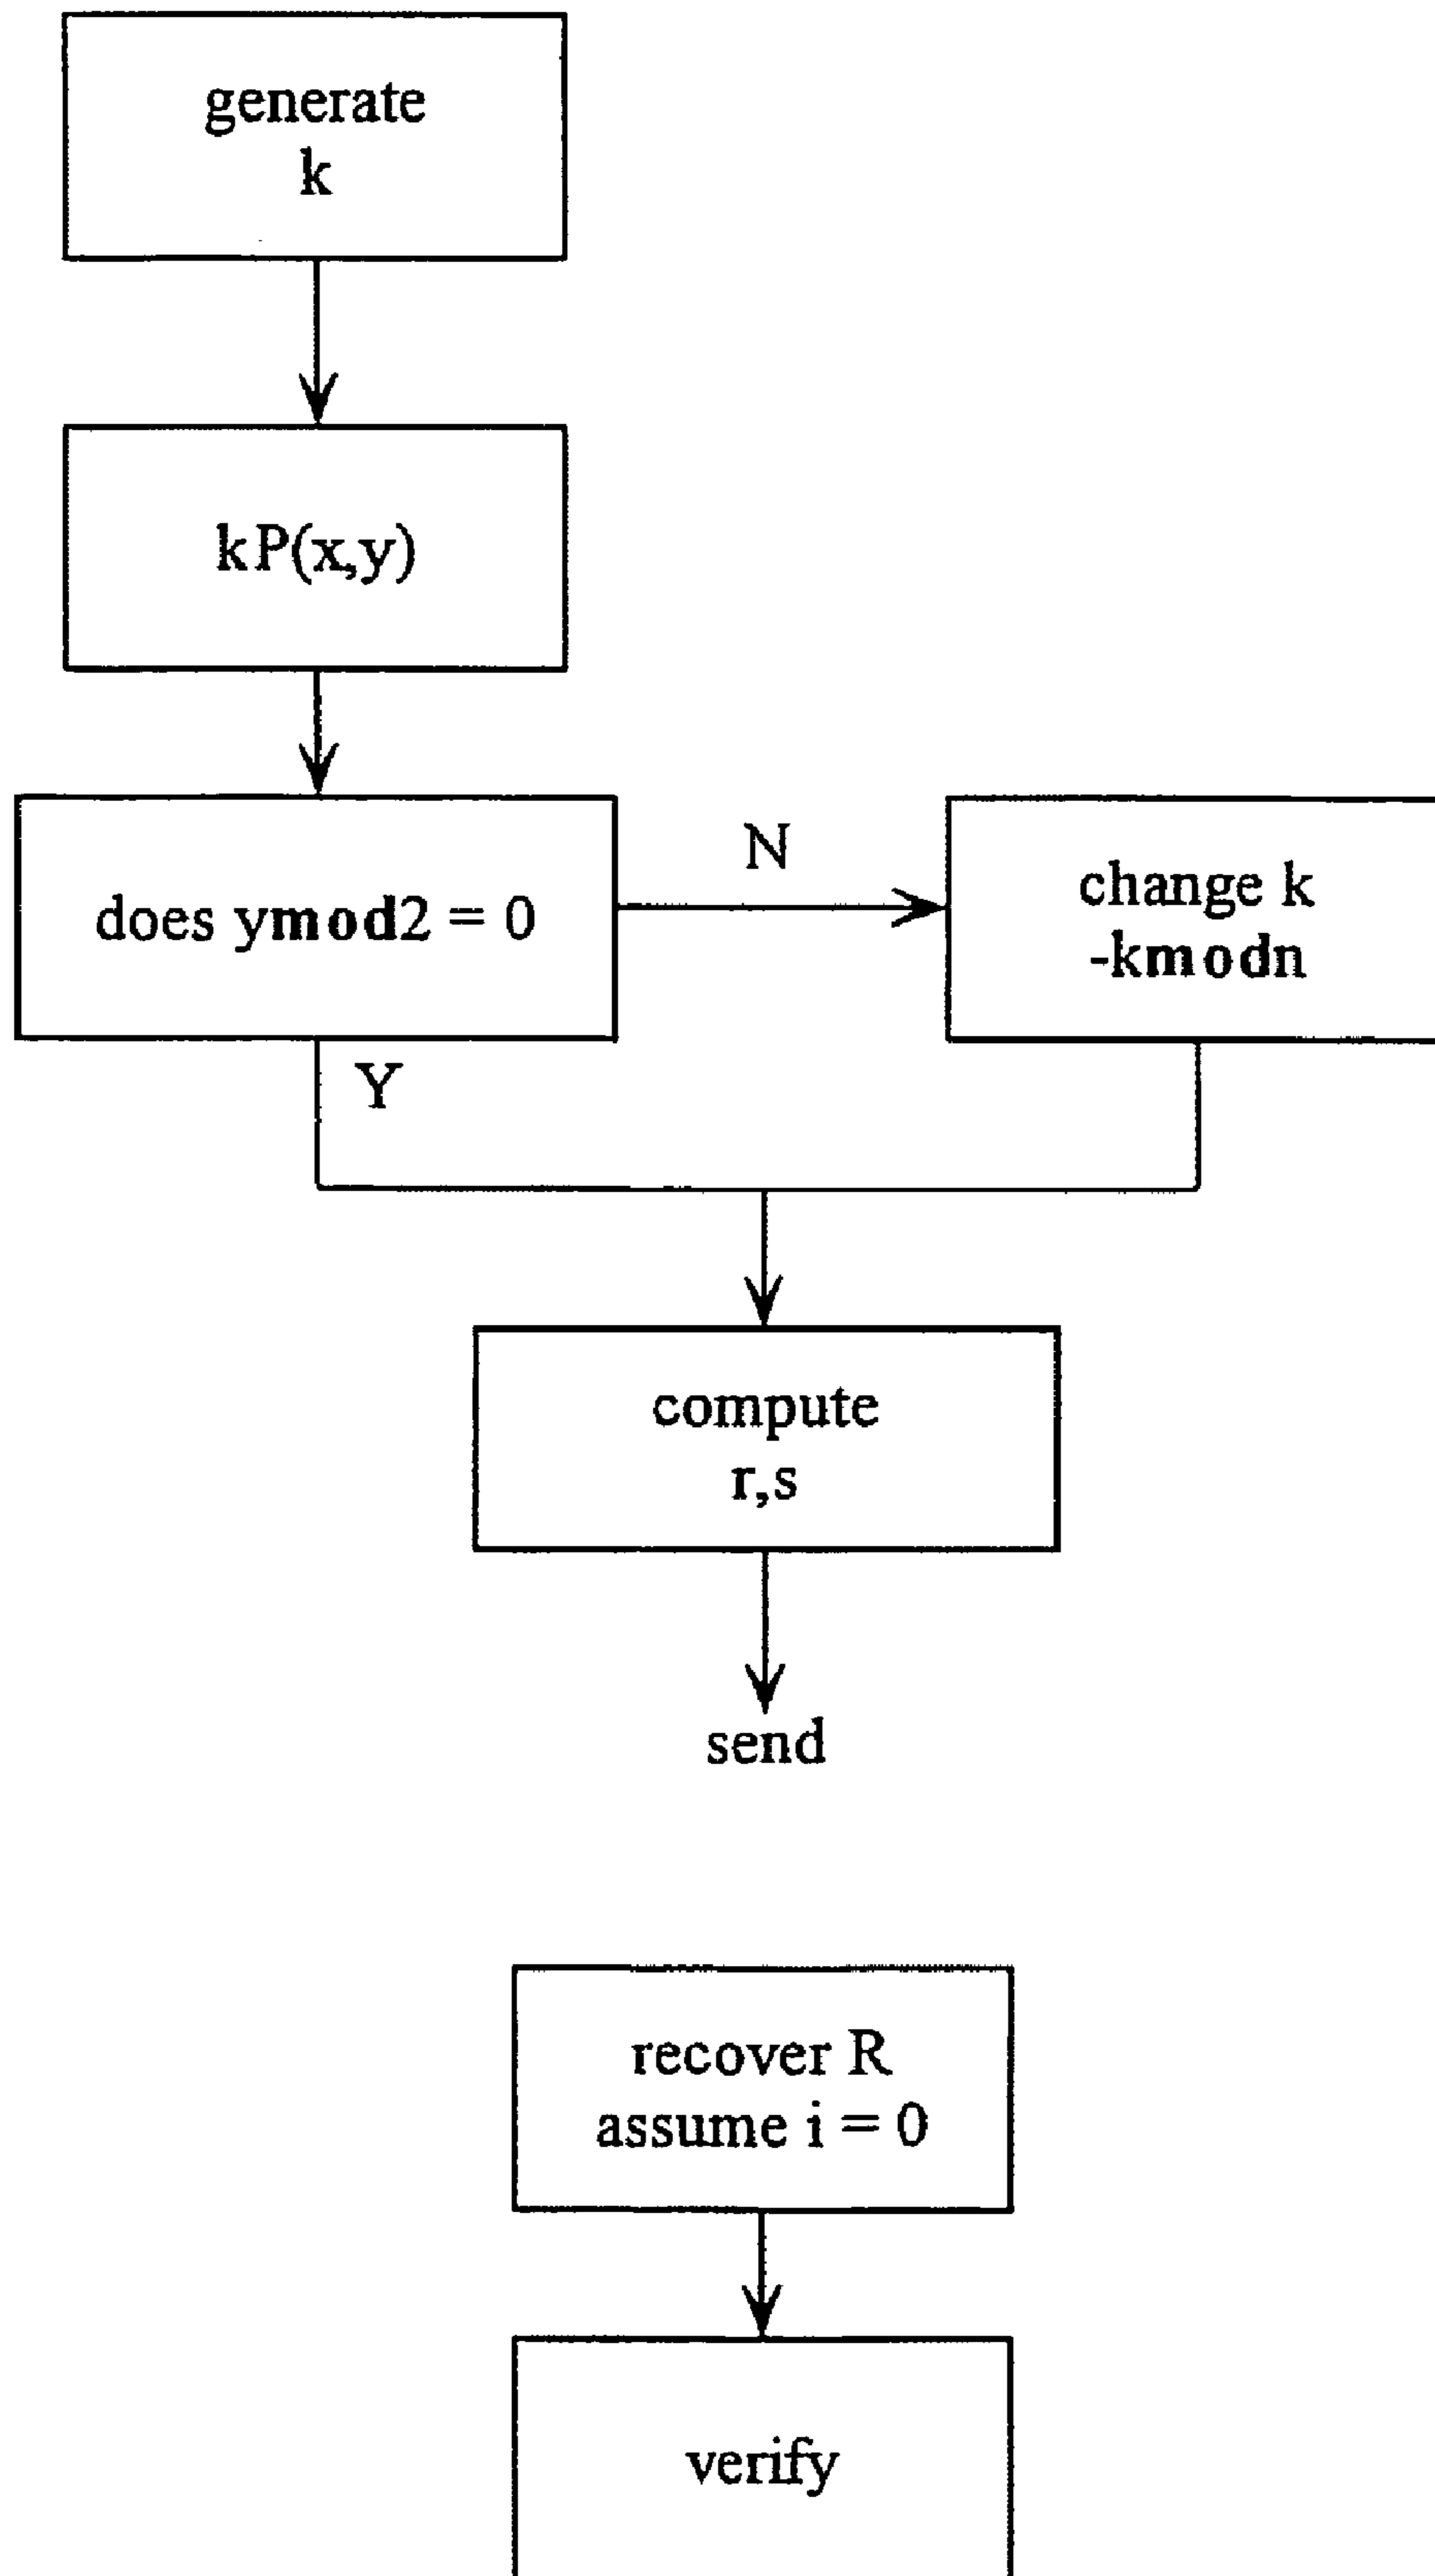 generate
k
kP(x,y)
does ymod2 = 0
N
change k
-kmodn
Y
compute
r,s
send
recover R
assume i = 0
verify